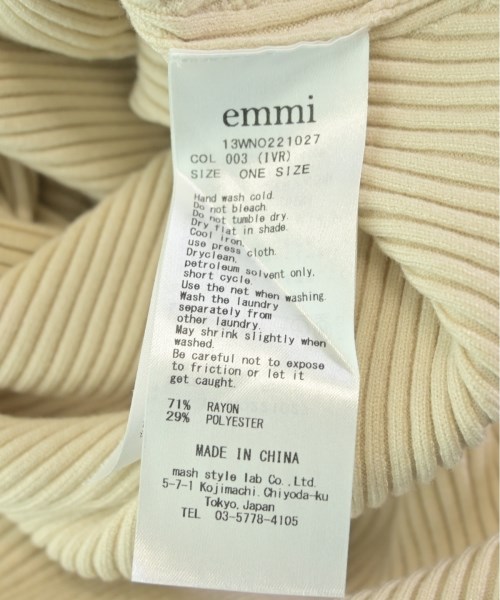 emmi
13WNO221027
COL 003 (IVR)
SIZE ONE SIZE
Hand wash cold.
Do not bleach.
Do not tumble dry.
Dry flat in shade.
Cool iron,
use press cloth.
Dryclean,
petroleum solvent only,
short cycle.
Use the net when washing.
Wash the laundry
separately from
other laundry.
May shrink slightly when
washed.
Be careful not to expose
to friction or let it
get caught.
71% RAYON
29% POLYESTER
MADE IN CHINA
mash style lab Co.,Ltd.
5-7-1 Kojimachi.Chiyoda-ku
Tokyo,Japan
TEL 03-5778-4105